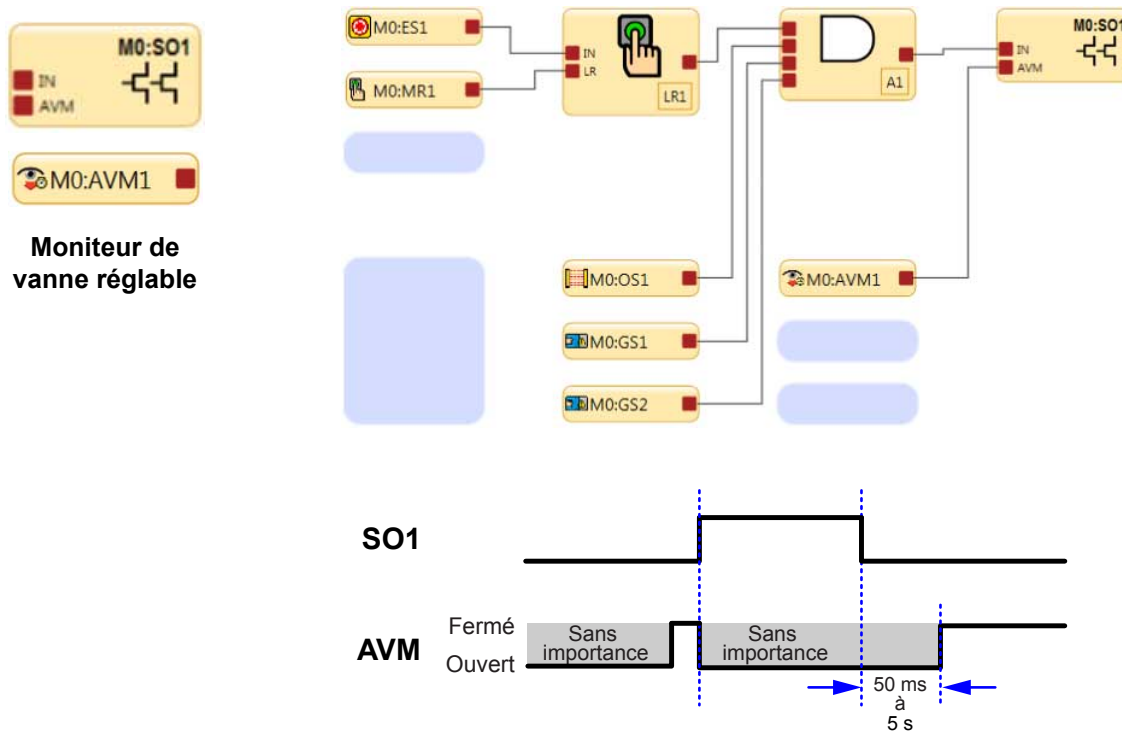 M0:SO1
IN
AVM
M0:AVM1
Moniteur de
vanne réglable
M0:ES1
M0:MR1
IN
LR
LR1
A1
M0:SO1
IN
AVM
M0:OS1
M0:AVM1
M0:GS1
M0:GS2
SO1
AVM
Fermé
Ouvert
Sans
importance
Sans
importance
50 ms
à
5 s